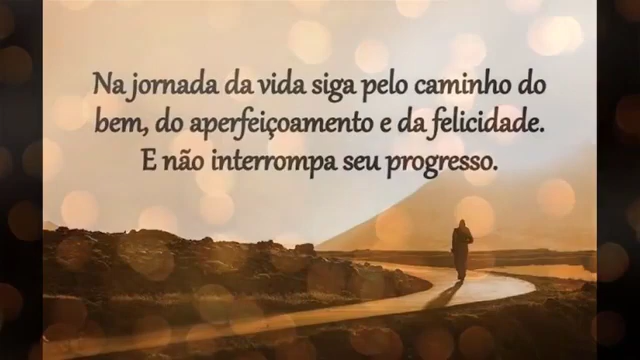 Na jornada da vida siga pelo caminho do
bem, do aperfeiçoamento e da felicidade.
E não interrompa seu progresso.